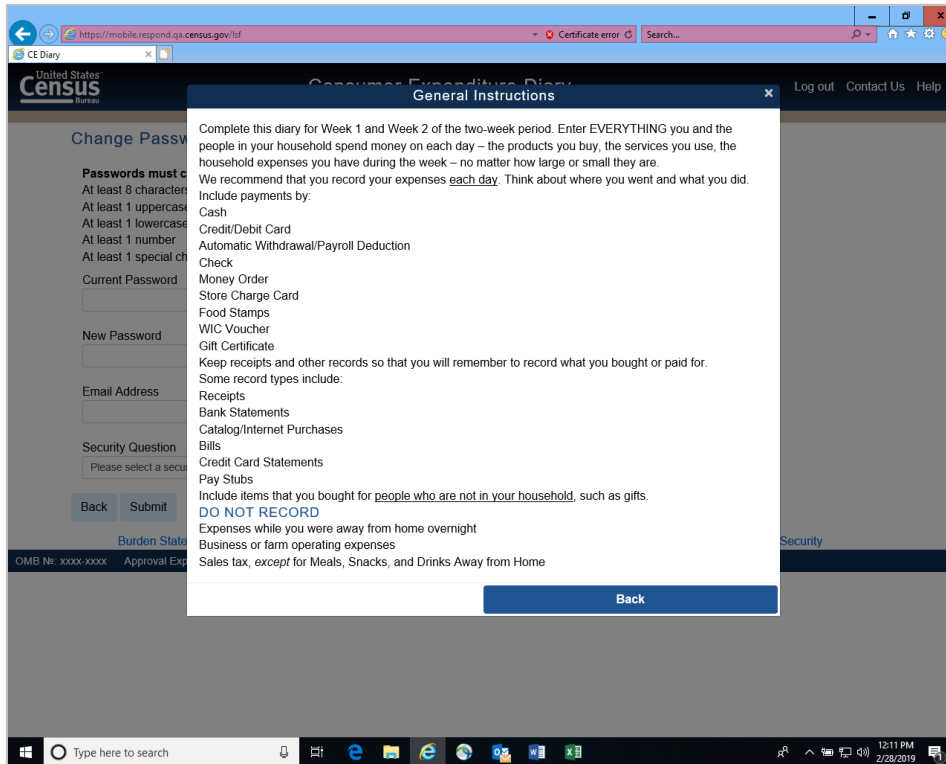 https://mobile.respond.qa.census.gov/lsf
Certificate error
Search...
CE Diary
United States
Census
Bureau
Consumer Expenditure Diary
Log out Contact Us Help
General Instructions
Change Passw
Passwords must c
At least 8 characters
At least 1 uppercase
At least 1 lowercase
At least 1 number
At least 1 special ch
Current Password
New Password
Email Address
Security Question
Please select a secu
Back Submit
Burden State
Security
OMB №: xxxx-xxxx Approval Exp
Complete this diary for Week 1 and Week 2 of the two-week period. Enter EVERYTHING you and the
people in your household spend money on each day – the products you buy, the services you use, the
household expenses you have during the week – no matter how large or small they are.
We recommend that you record your expenses each day. Think about where you went and what you did.
Include payments by:
Cash
Credit/Debit Card
Automatic Withdrawal/Payroll Deduction
Check
Money Order
Store Charge Card
Food Stamps
WIC Voucher
Gift Certificate
Keep receipts and other records so that you will remember to record what you bought or paid for.
Some record types include:
Receipts
Bank Statements
Catalog/Internet Purchases
Bills
Credit Card Statements
Pay Stubs
Include items that you bought for people who are not in your household, such as gifts.
DO NOT RECORD
Expenses while you were away from home overnight
Business or farm operating expenses
Sales tax, except for Meals, Snacks, and Drinks Away from Home
Back
Type here to search
12:11 PM
2/28/2019